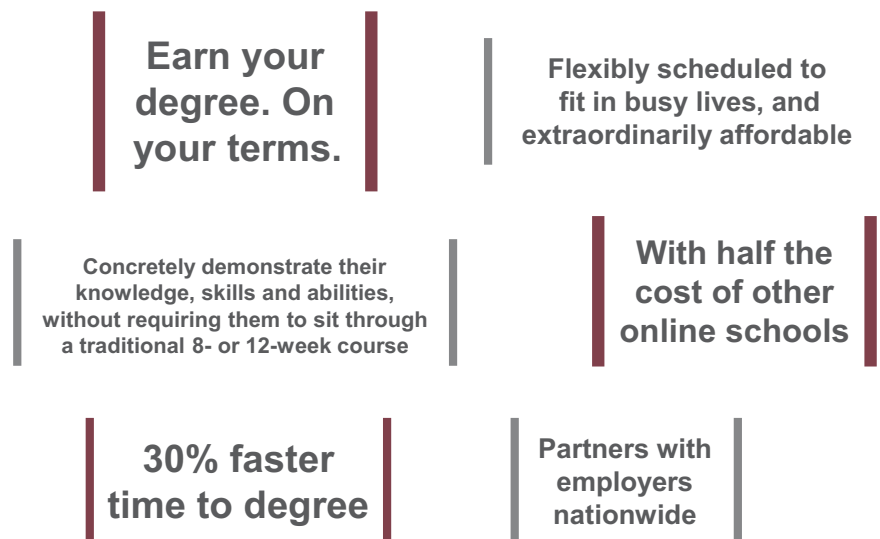 Earn your
degree. On
your terms.
Flexibly scheduled to
fit in busy lives, and
extraordinarily affordable
Concretely demonstrate their
knowledge, skills and abilities,
without requiring them to sit through
a traditional 8- or 12-week course
With half the
cost of other
online schools
30% faster
time to degree
Partners with
employers
nationwide